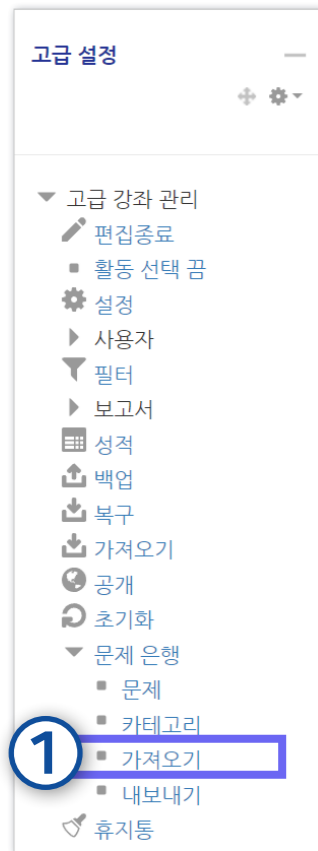 고급 설정
고급 강좌 관리
편집종료
활동 선택 끔
설정
사용자
필터
보고서
성적
백업
복구
가져오기
공개
초기화
문제 은행
문제
카테고리
1
가져오기
내보내기
휴지통